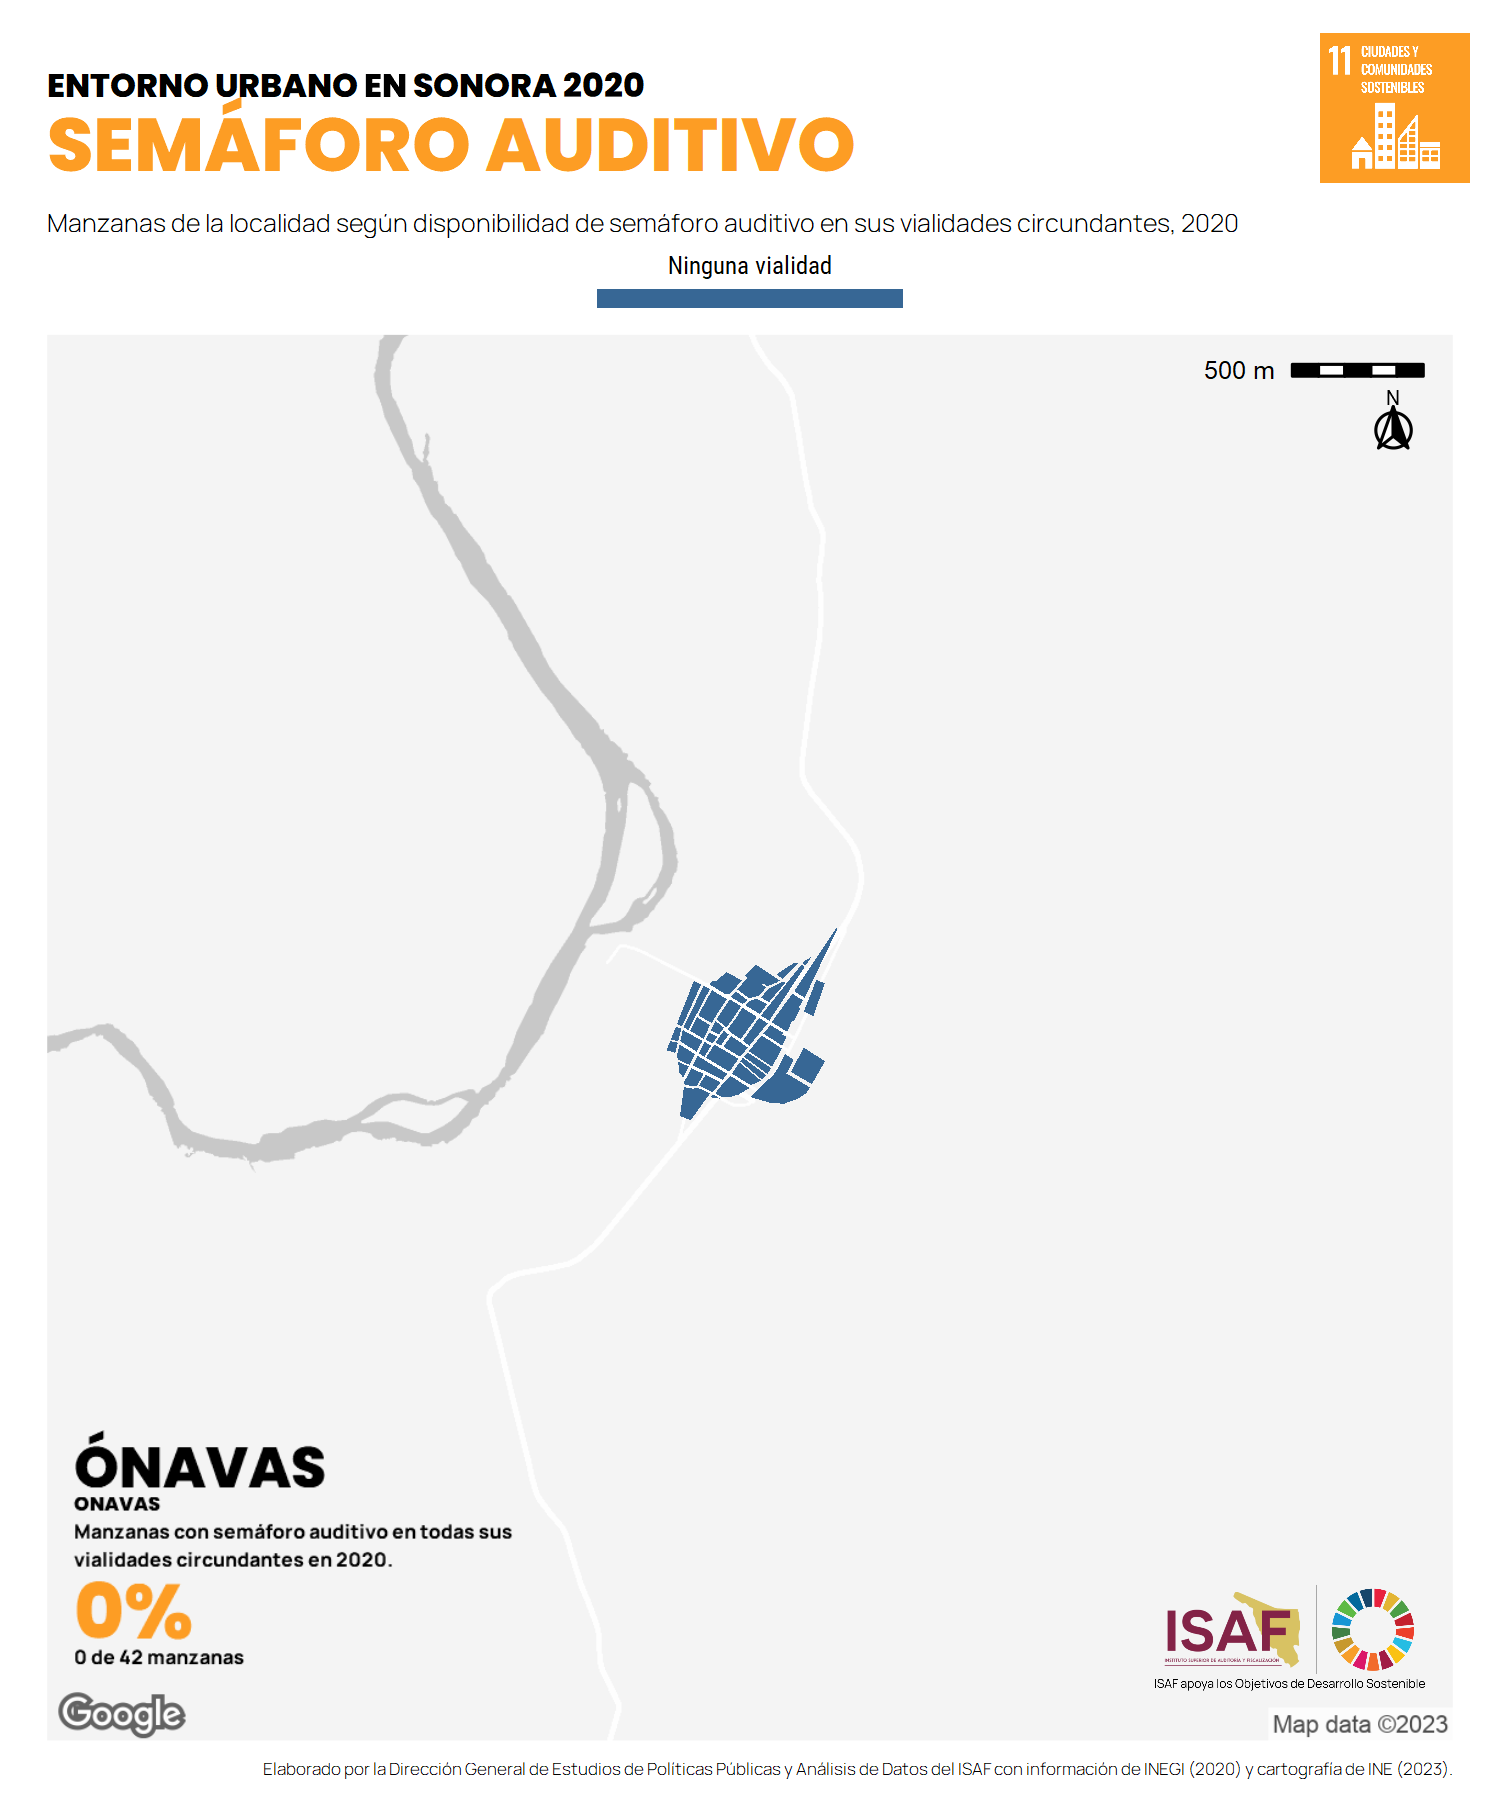 ENTORNO URBANO EN SONORA 2020
SEMÁFORO AUDITIVO
11 CIUDADES Y
COMUNIDADES
SOSTENIBLES
Manzanas de la localidad según disponibilidad de semáforo auditivo en sus vialidades circundantes, 2020
Ninguna vialidad
500 m
N
ÓNAVAS
ONAVAS
Manzanas con semáforo auditivo en todas sus
vialidades circundantes en 2020.
0%
0 de 42 manzanas
ISAF
INSTITUTO SUPERIOR DE AUDITORÍA Y FISCALIZACIÓN
ISAF apoya los Objetivos de Desarrollo Sostenible
Google
Map data ©2023
Elaborado por la Dirección General de Estudios de Políticas Públicas y Análisis de Datos del ISAF con información de INEGI (2020) y cartografía de INE (2023).